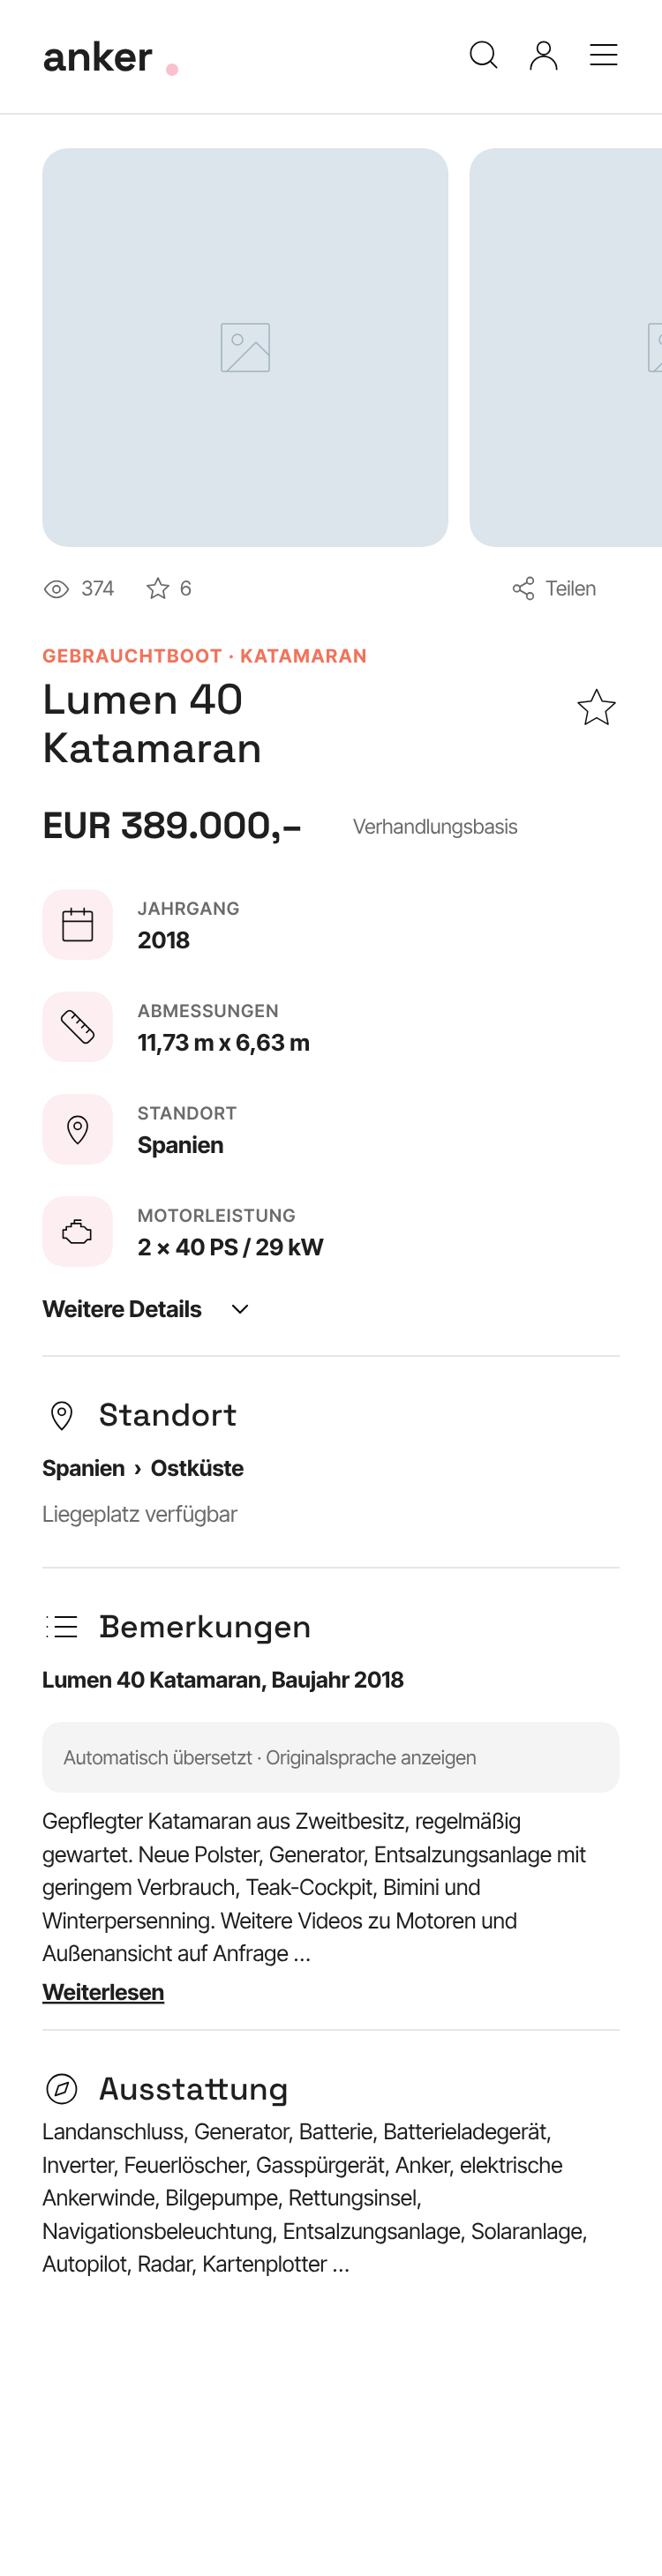 anker
374
6
Teilen
GEBRAUCHTBOOT · KATAMARAN
Lumen 40
Katamaran
EUR 389.000,–
Verhandlungsbasis
JAHRGANG
2018
ABMESSUNGEN
11,73 m x 6,63 m
STANDORT
Spanien
MOTORLEISTUNG
2 × 40 PS / 29 kW
Weitere Details
Standort
Spanien › Ostküste
Liegeplatz verfügbar
Bemerkungen
Lumen 40 Katamaran, Baujahr 2018
Automatisch übersetzt · Originalsprache anzeigen
Gepflegter Katamaran aus Zweitbesitz, regelmäßig
gewartet. Neue Polster, Generator, Entsalzungsanlage mit
geringem Verbrauch, Teak-Cockpit, Bimini und
Winterpersenning. Weitere Videos zu Motoren und
Außenansicht auf Anfrage ...
Weiterlesen
Ausstattung
Landanschluss, Generator, Batterie, Batterieladegerät,
Inverter, Feuerlöscher, Gasspürgerät, Anker, elektrische
Ankerwinde, Bilgepumpe, Rettungsinsel,
Navigationsbeleuchtung, Entsalzungsanlage, Solaranlage,
Autopilot, Radar, Kartenplotter ...